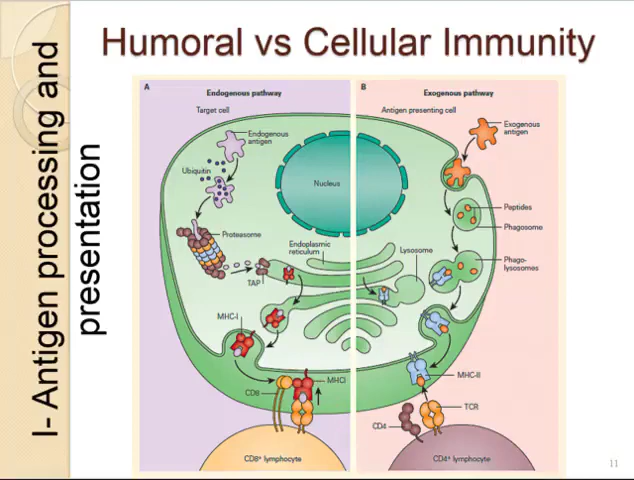 Humoral vs Cellular Immunity
I- Antigen processing and
presentation
A
Endogenous pathway
Target cell
Endogenous
antigen
Ubiquitin
Proteasome
TAP
Endoplasmic
reticulum
Nucleus
MHC-I
CD8
MHCI
CD8+ lymphocyte
B
Exogenous pathway
Antigen presenting cell
Exogenous
antigen
Peptides
Phagosome
Lysosome
Phago-
lysosomes
MHC-II
TCR
CD4
CD4+ lymphocyte
11